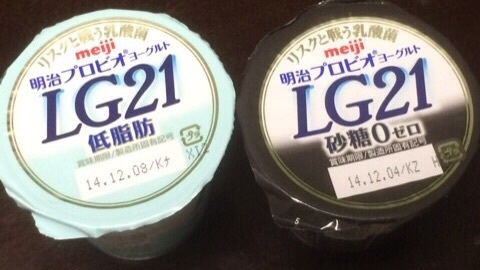 リスクと戦う乳酸菌
meiji
明治プロビオヨーグルト
LG21
低脂肪
賞味期限/製造所固有記号
14.12.08/Kチ
リスクと戦う乳酸菌
meiji
明治プロビオヨーグルト
LG21
砂糖0ゼロ
賞味期限/製造所固有記号
14.12.04/KZ